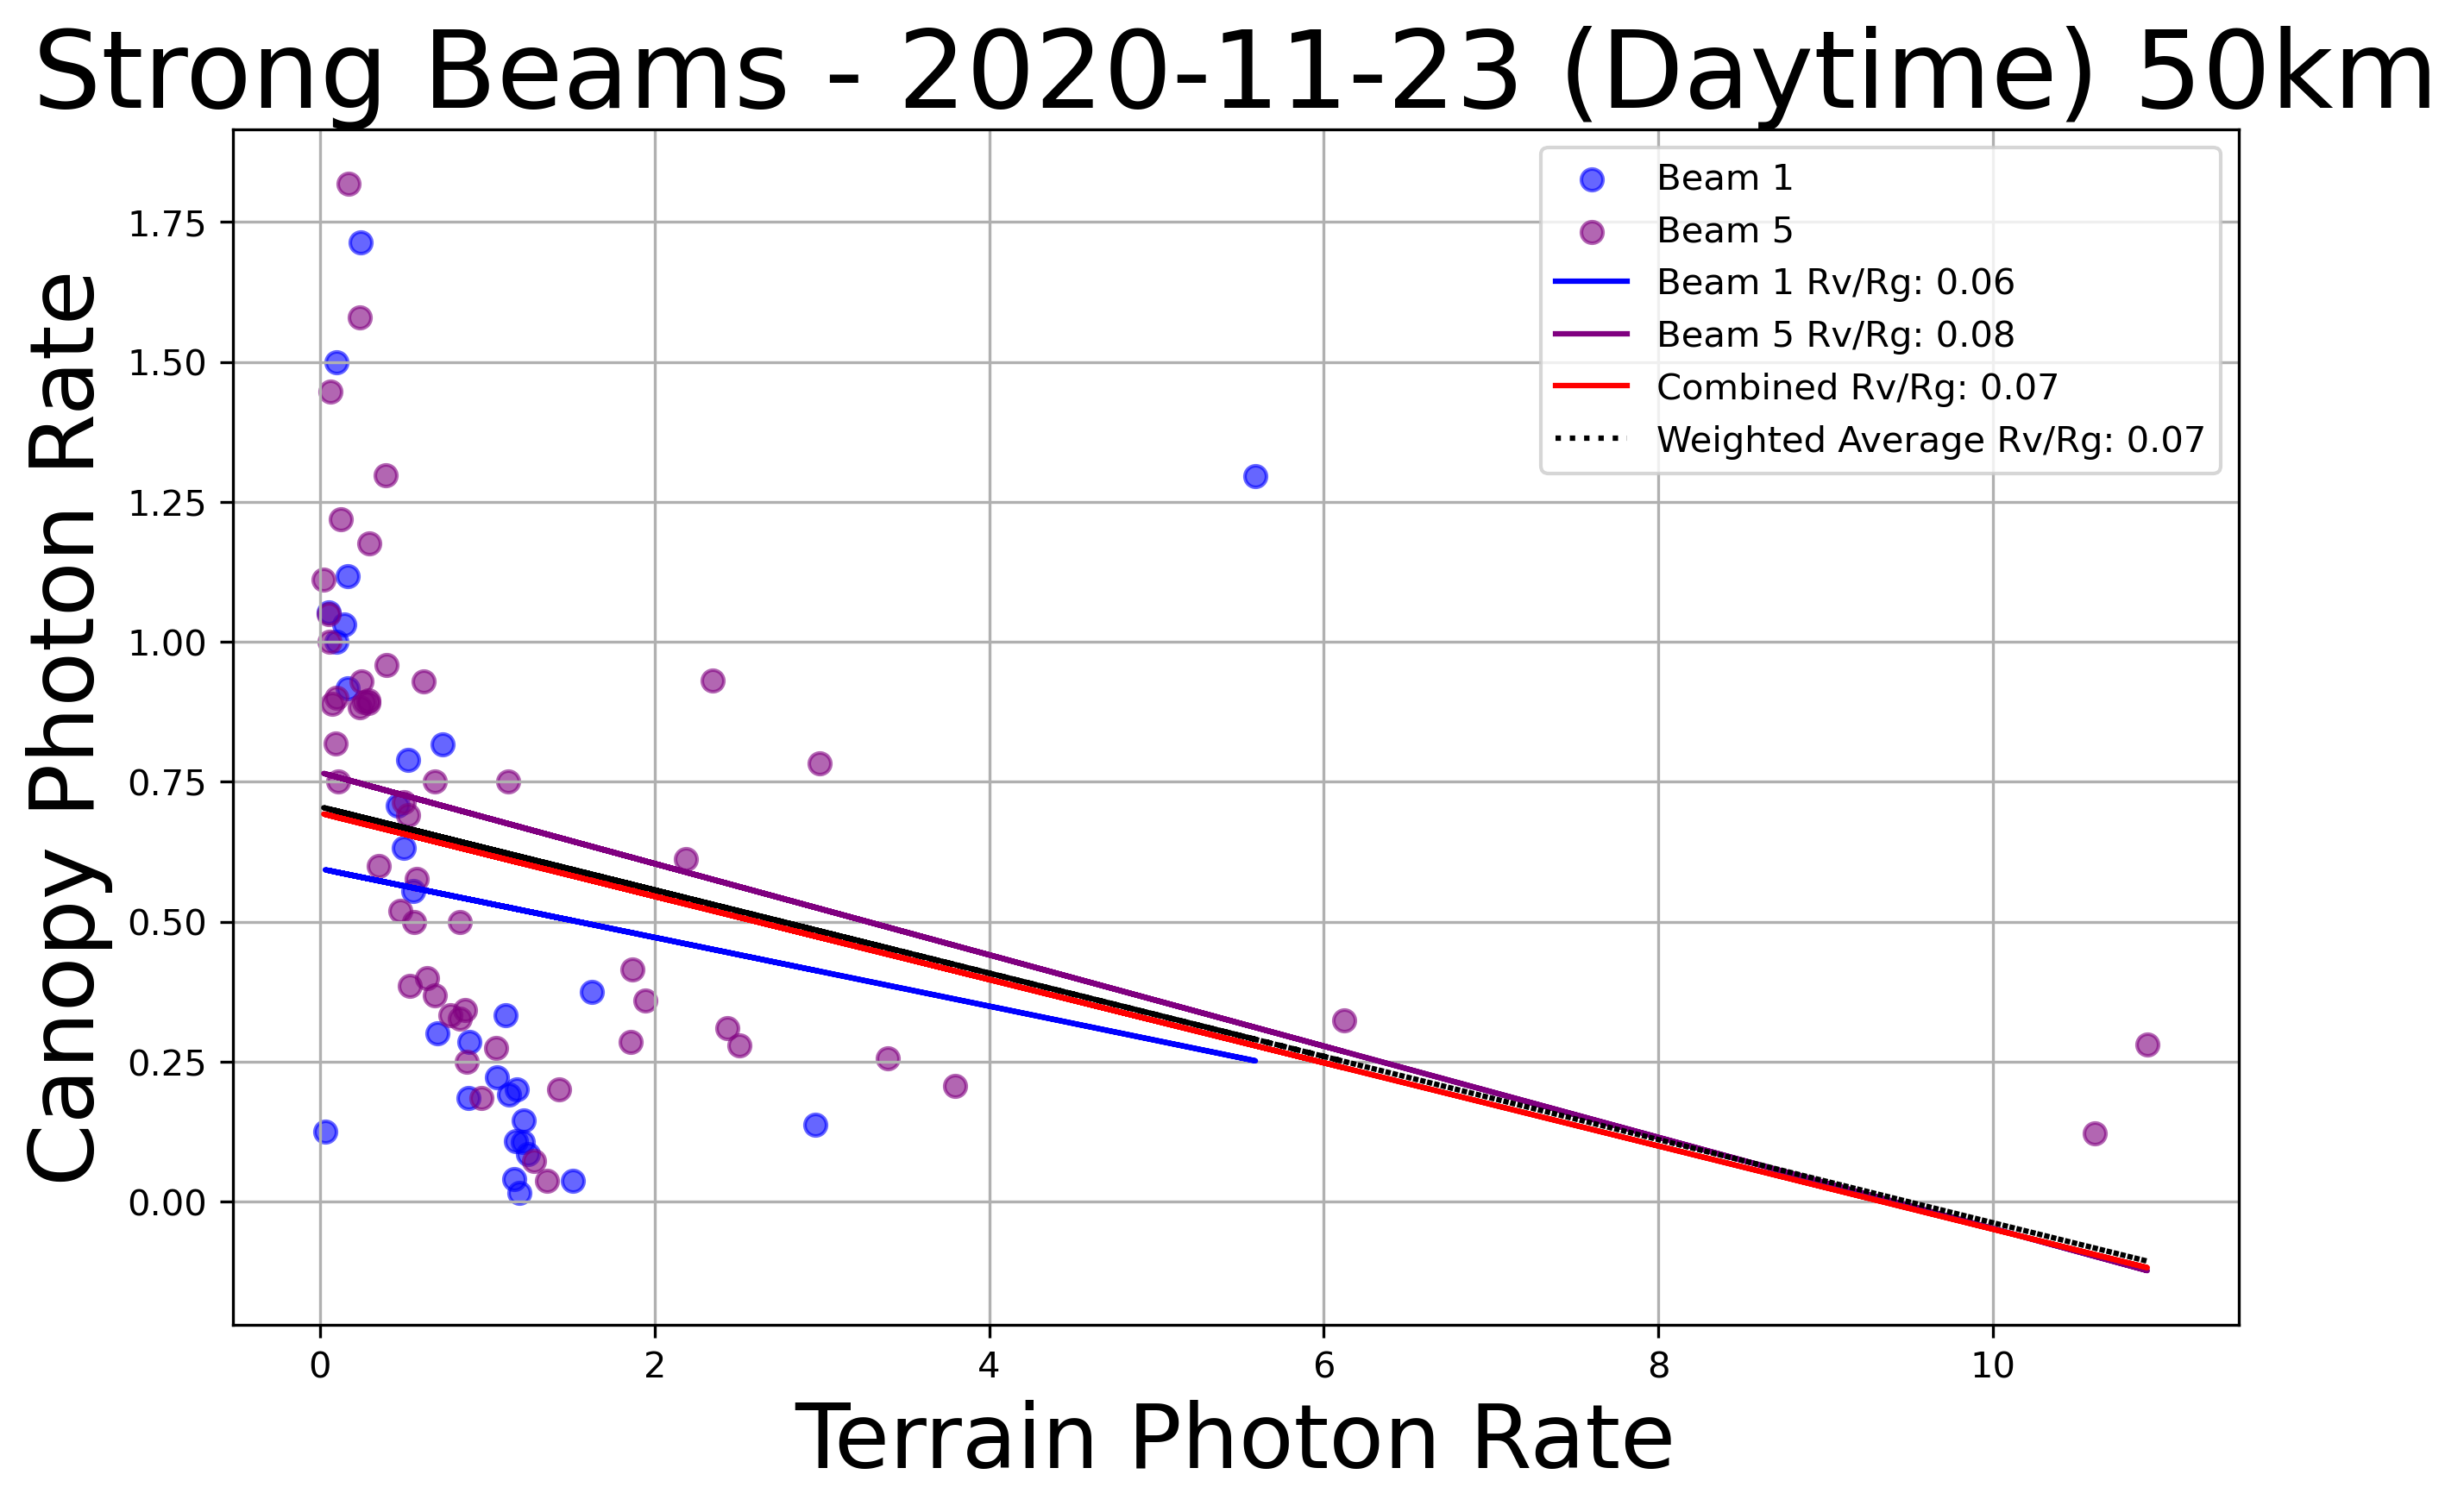 Strong Beams - 2020-11-23 (Daytime) 50km
Canopy Photon Rate
1.75
1.50
1.25
1.00
0.75
0.50
0.25
0.00
Beam 1
Beam 5
Beam 1 Rv/Rg: 0.06
Beam 5 Rv/Rg: 0.08
Combined Rv/Rg: 0.07
Weighted Average Rv/Rg: 0.07
0 2 4 6 8 10
Terrain Photon Rate